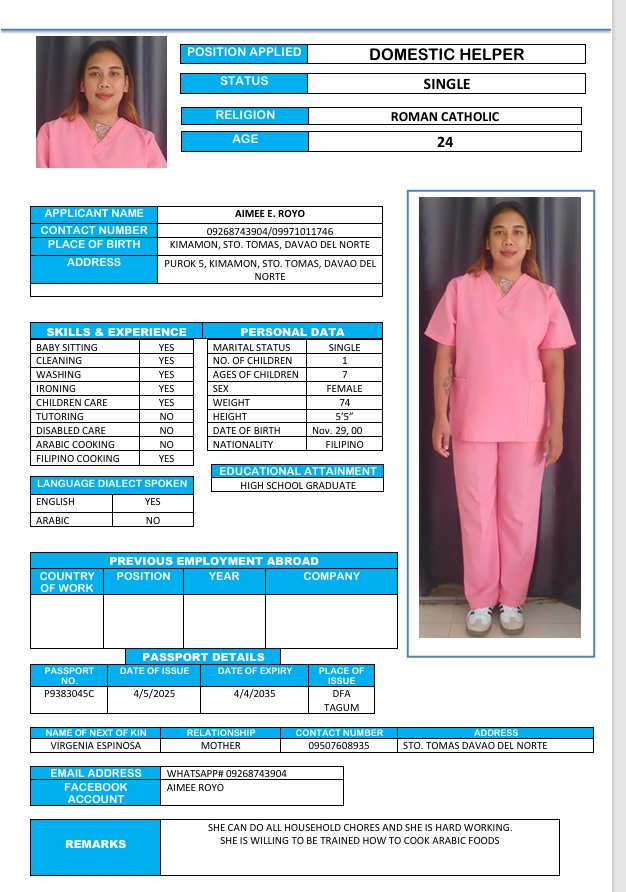 POSITION APPLIED DOMESTIC HELPER
STATUS SINGLE
RELIGION ROMAN CATHOLIC
AGE 24
APPLICANT NAME AIMEE E. ROYO
CONTACT NUMBER 09268743904/09971011746
PLACE OF BIRTH KIMAMON, STO. TOMAS, DAVAO DEL NORTE
ADDRESS PUROK 5, KIMAMON, STO. TOMAS, DAVAO DEL
NORTE
SKILLS & EXPERIENCE
BABY SITTING YES
CLEANING YES
WASHING YES
IRONING YES
CHILDREN CARE YES
TUTORING NO
DISABLED CARE NO
ARABIC COOKING NO
FILIPINO COOKING YES
PERSONAL DATA
MARITAL STATUS SINGLE
NO. OF CHILDREN 1
AGES OF CHILDREN 7
SEX FEMALE
WEIGHT 74
HEIGHT 5’5”
DATE OF BIRTH Nov. 29, 00
NATIONALITY FILIPINO
EDUCATIONAL ATTAINMENT
HIGH SCHOOL GRADUATE
LANGUAGE DIALECT SPOKEN
ENGLISH YES
ARABIC NO
PREVIOUS EMPLOYMENT ABROAD
COUNTRY POSITION YEAR COMPANY
OF WORK
PASSPORT DETAILS
PASSPORT DATE OF ISSUE DATE OF EXPIRY PLACE OF
NO. ISSUE
P9383045C 4/5/2025 4/4/2035 DFA
TAGUM
NAME OF NEXT OF KIN RELATIONSHIP CONTACT NUMBER ADDRESS
VIRGENIA ESPINOSA MOTHER 09507608935 STO. TOMAS DAVAO DEL NORTE
EMAIL ADDRESS WHATSAPP# 09268743904
FACEBOOK AIMEE ROYO
ACCOUNT
REMARKS
SHE CAN DO ALL HOUSEHOLD CHORES AND SHE IS HARD WORKING.
SHE IS WILLING TO BE TRAINED HOW TO COOK ARABIC FOODS